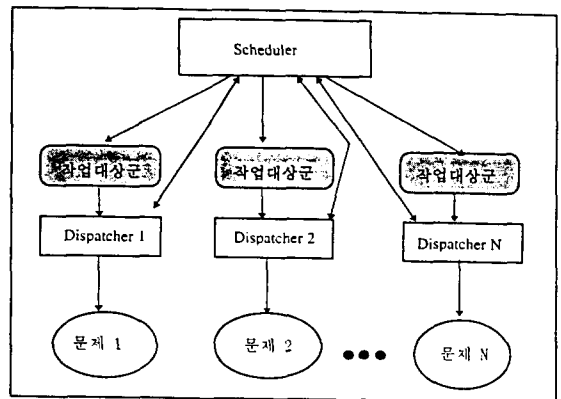 Scheduler
작업대상군
작업대상군
작업대상군
Dispatcher 1
Dispatcher 2
Dispatcher N
문제 1
문제 2
문제 N